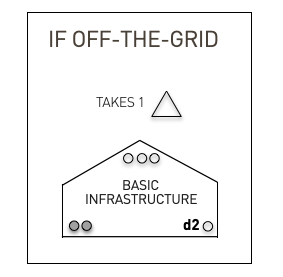 IF OFF-THE-GRID
TAKES 1
BASIC
INFRASTRUCTURE
d2